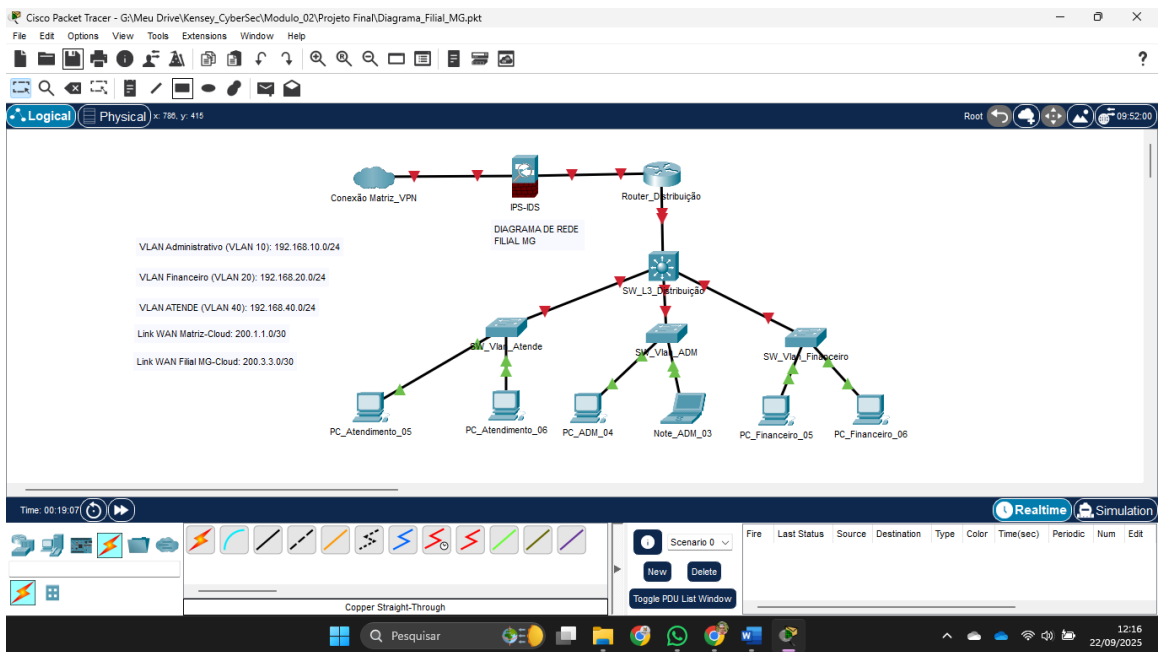 Cisco Packet Tracer - G:\Meu Drive\Kensey_CyberSec\Modulo_02\Projeto Final\Diagrama_Filial_MG.pkt
File Edit Options View Tools Extensions Window Help
?
Logical Physical x: 786, y: 415 Root 09:52:00
Conexão Matriz_VPN
IPS-IDS
Router_Distribuição
DIAGRAMA DE REDE
FILIAL MG
VLAN Administrativo (VLAN 10): 192.168.10.0/24
VLAN Financeiro (VLAN 20): 192.168.20.0/24
VLAN ATENDE (VLAN 40): 192.168.40.0/24
Link WAN Matriz-Cloud: 200.1.1.0/30
Link WAN Filial MG-Cloud: 200.3.3.0/30
SW_L3_Distribuição
SW_Vlan_Atende
SW_Vlan_ADM
SW_Vlan_Financeiro
PC_Atendimento_05
PC_Atendimento_06
PC_ADM_04
Note_ADM_03
PC_Financeiro_05
PC_Financeiro_06
Time: 00:19:07 Realtime Simulation
Scenario 0
New Delete
Toggle PDU List Window
Fire Last Status Source Destination Type Color Time(sec) Periodic Num Edit
Copper Straight-Through
Pesquisar
12:16
22/09/2025